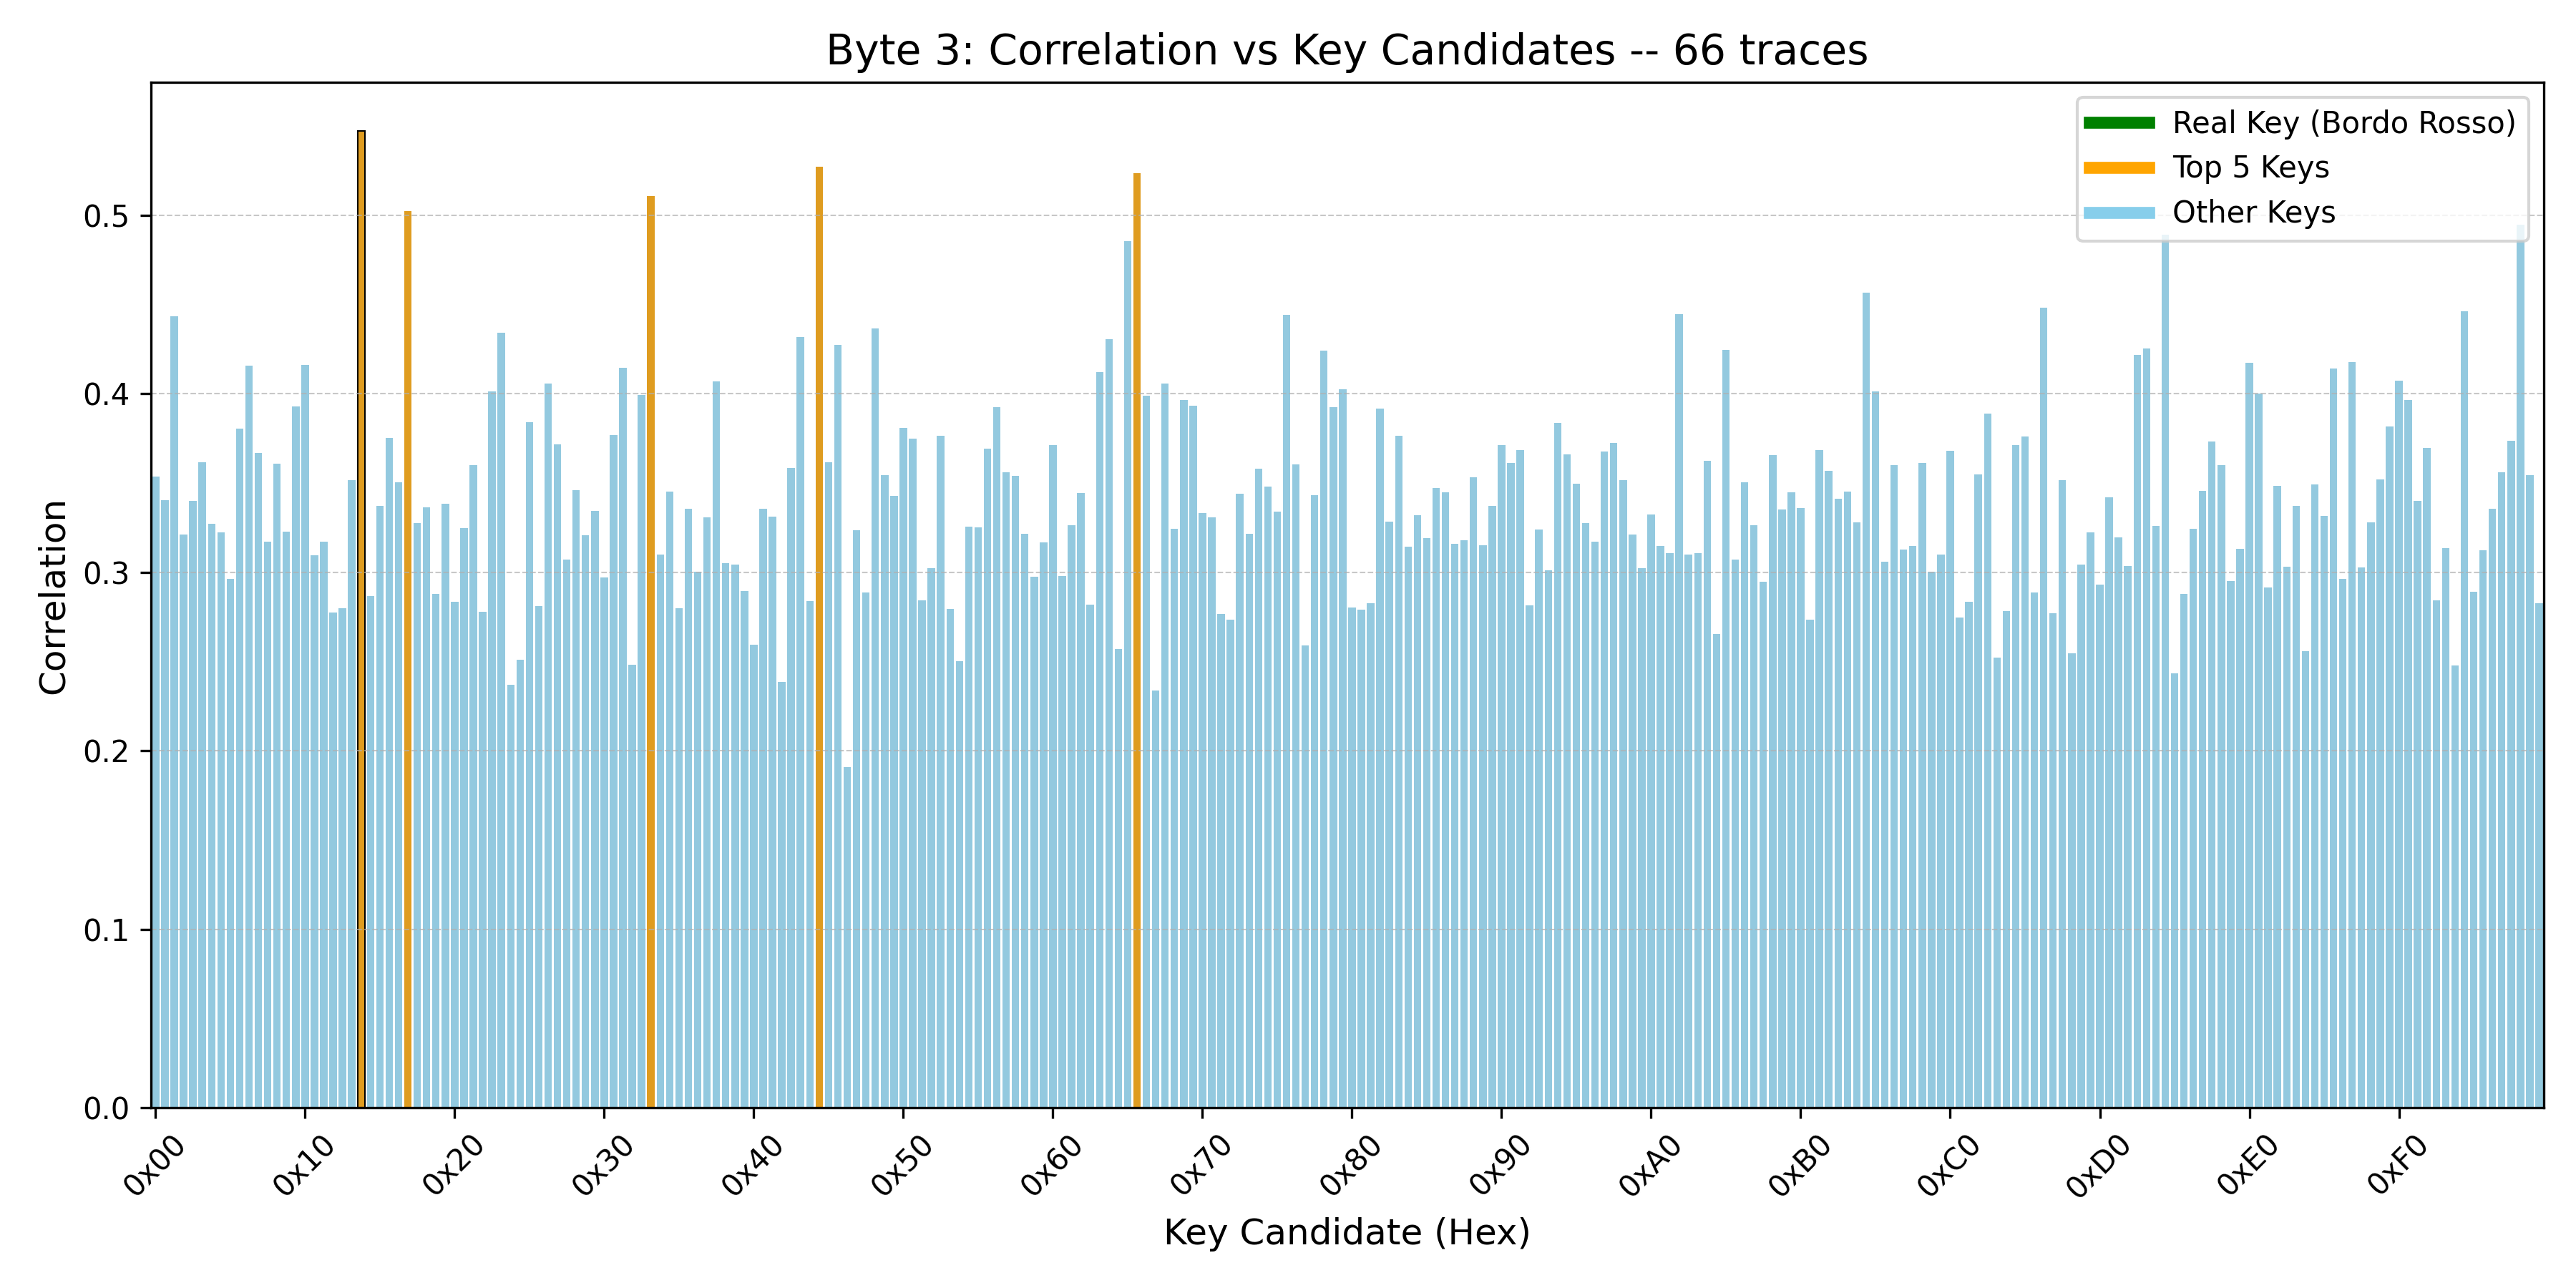 Byte 3: Correlation vs Key Candidates -- 66 traces
Real Key (Bordo Rosso)
Top 5 Keys
Other Keys
Correlation
0.5
0.4
0.3
0.2
0.1
0.0
0x00 0x10 0x20 0x30 0x40 0x50 0x60 0x70 0x80 0x90 0xA0 0xB0 0xC0 0xD0 0xE0 0xF0
Key Candidate (Hex)